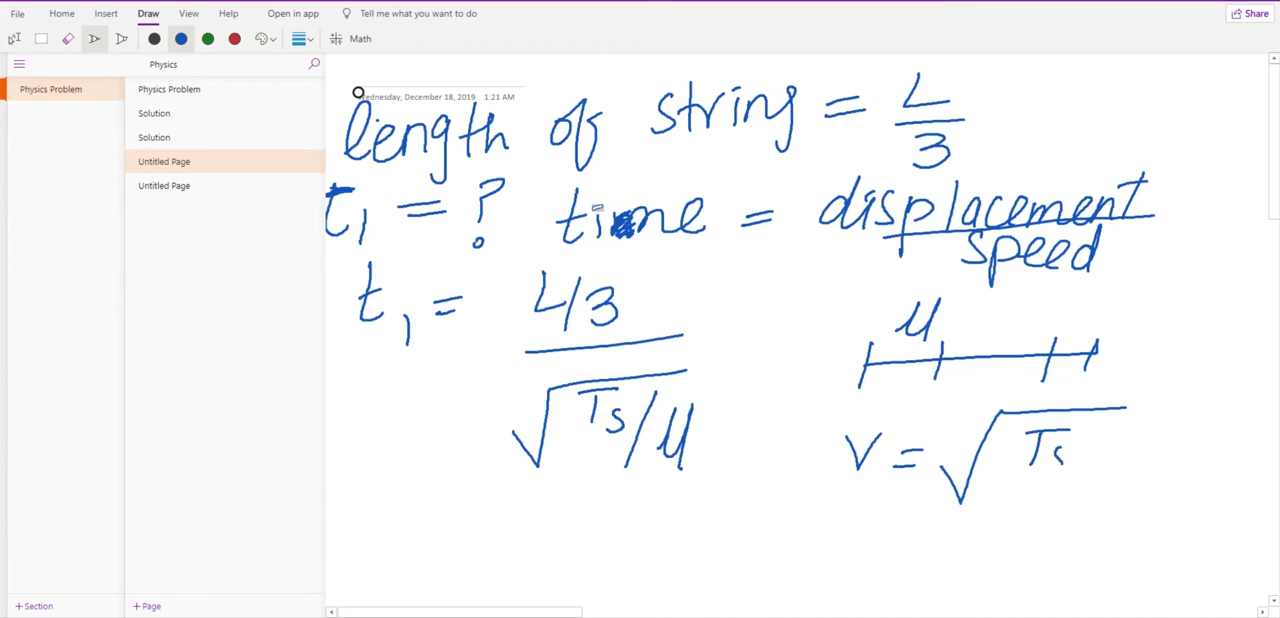 File Home Insert Draw View Help Open in app Tell me what you want to do Share
Math
Physics
Physics Problem
Physics Problem
Solution
Solution
Untitled Page
Untitled Page
+ Section
+ Page
Wednesday, December 18, 2019 1:21 AM
length of string = L/3
t₁ = ? time = displacement/speed
t₁ = L/3
√Ts/μ
μ
v = √Ts